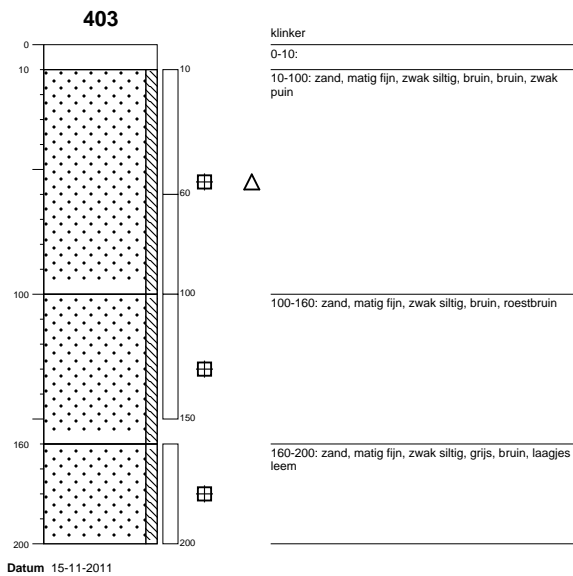 403
klinker
0
0-10:
10
10
10-100: zand, matig fijn, zwak siltig, bruin, bruin, zwak
puin
60
100
100
100-160: zand, matig fijn, zwak siltig, bruin, roestbruin
150
160
160-200: zand, matig fijn, zwak siltig, grijs, bruin, laagjes
leem
200
200
Datum 15-11-2011